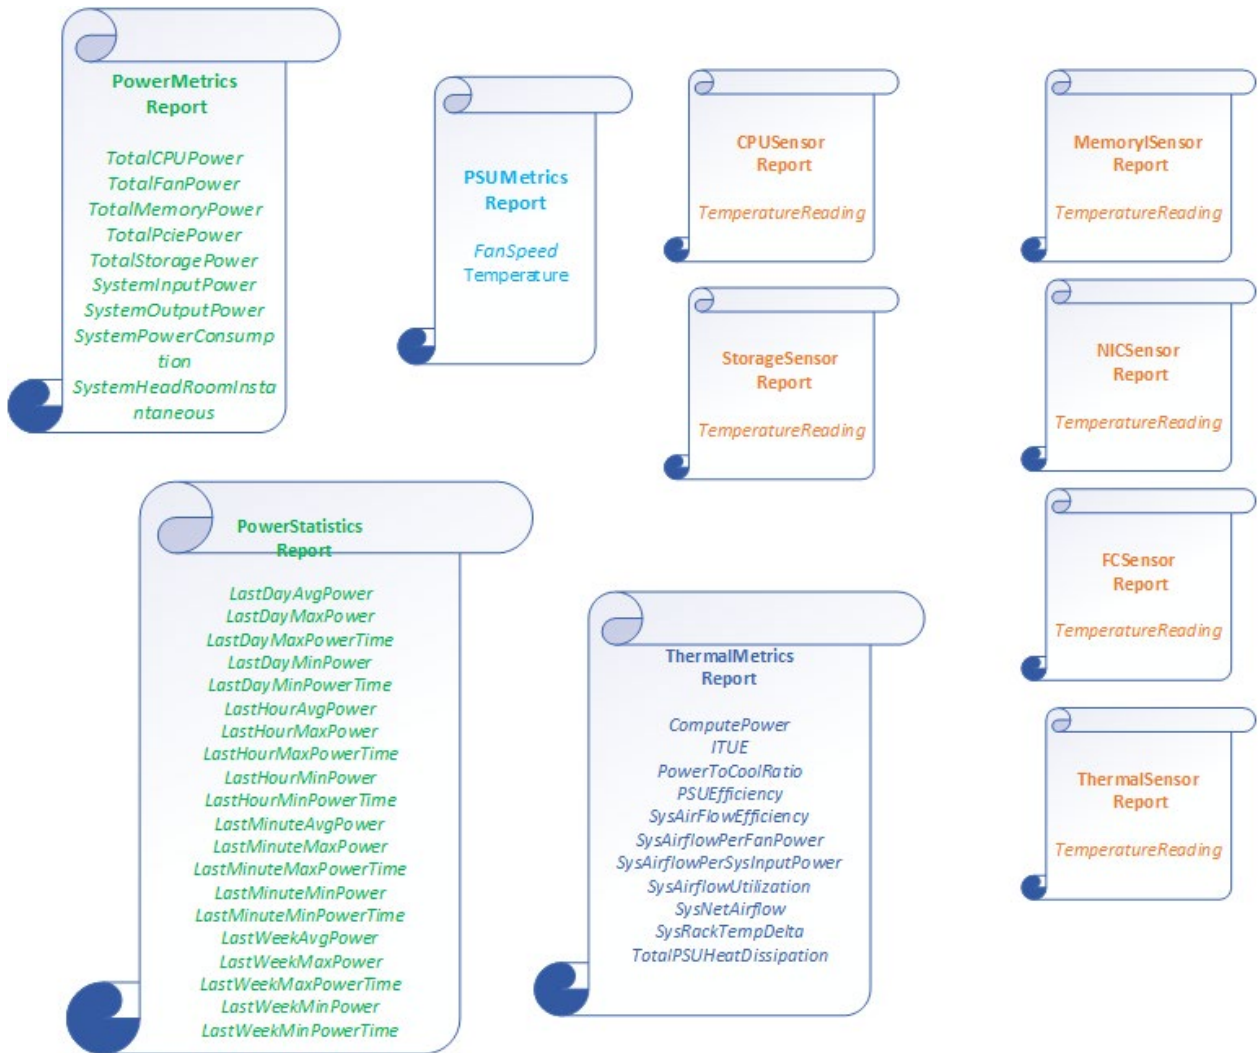 PowerMetrics
Report
TotalCPUPower
TotalFanPower
TotalMemoryPower
TotalPciePower
TotalStoragePower
SystemInputPower
SystemOutputPower
SystemPowerConsump
tion
SystemHeadRoomInsta
ntaneous
PSUMetrics
Report
FanSpeed
Temperature
CPUSensor
Report
TemperatureReading
MemorylSensor
Report
TemperatureReading
StorageSensor
Report
TemperatureReading
NICSensor
Report
TemperatureReading
PowerStatistics
Report
LastDayAvgPower
LastDayMaxPower
LastDayMaxPowerTime
LastDayMinPower
LastDayMinPowerTime
LastHourAvgPower
LastHourMaxPower
LastHourMaxPowerTime
LastHourMinPower
LastHourMinPowerTime
LastMinuteAvgPower
LastMinuteMaxPower
LastMinuteMaxPowerTime
LastMinuteMinPower
LastMinuteMinPowerTime
LastWeekAvgPower
LastWeekMaxPower
LastWeekMaxPowerTime
LastWeekMinPower
LastWeekMinPowerTime
ThermalMetrics
Report
ComputePower
ITUE
PowerToCoolRatio
PSUEfficiency
SysAirFlowEfficiency
SysAirflowPerFanPower
SysAirflowPerSysInputPower
SysAirflowUtilization
SysNetAirflow
SysRackTempDelta
TotalPSUHeatDissipation
FCSensor
Report
TemperatureReading
ThermalSensor
Report
TemperatureReading